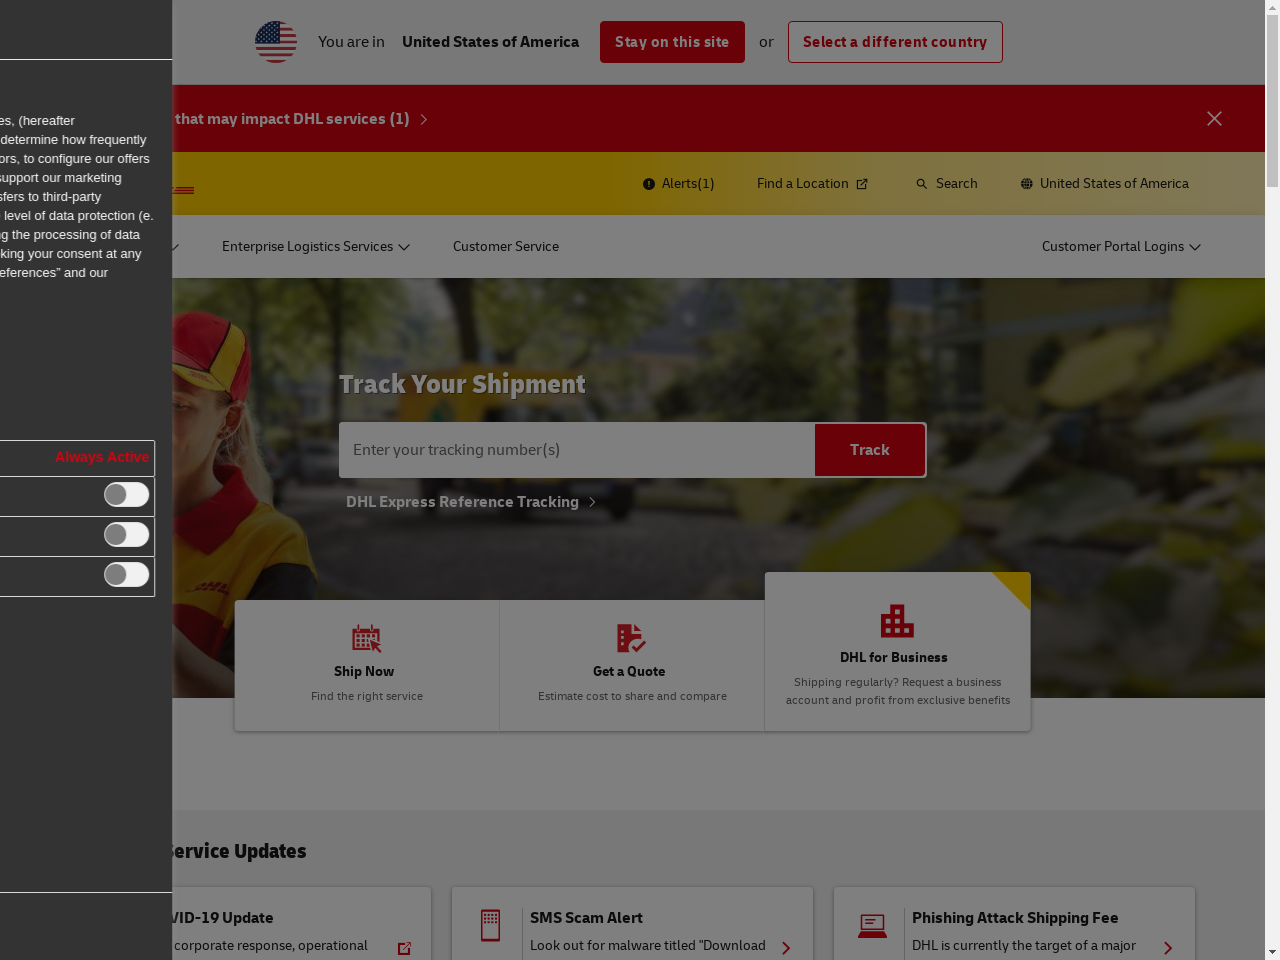 You are in United States of America Stay on this site or Select a different country
that may impact DHL services (1)
Alerts(1) Find a Location Search United States of America
Enterprise Logistics Services Customer Service Customer Portal Logins
es, (hereafter
determine how frequently
ors, to configure our offers
support our marketing
sfers to third-party
level of data protection (e.
ng the processing of data
king your consent at any
references” and our
Always Active
Track Your Shipment
Enter your tracking number(s) Track
DHL Express Reference Tracking
Ship Now
Find the right service
Get a Quote
Estimate cost to share and compare
DHL for Business
Shipping regularly? Request a business
account and profit from exclusive benefits
Service Updates
VID-19 Update
corporate response, operational
SMS Scam Alert
Look out for malware titled "Download
Phishing Attack Shipping Fee
DHL is currently the target of a major